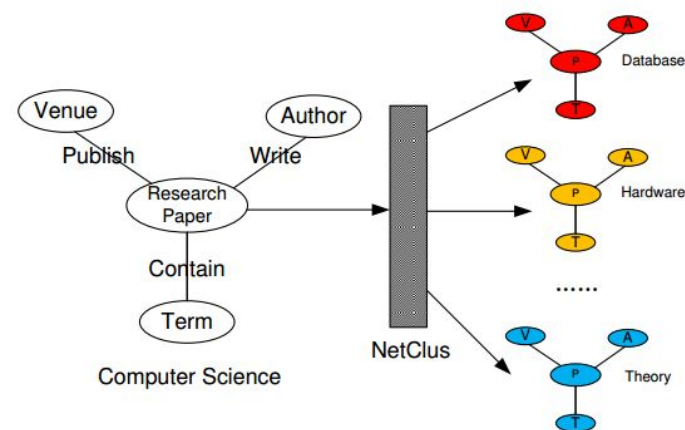 Venue
Author
Publish
Write
Research
Paper
Contain
Term
Computer Science
NetClus
V
A
P
Database
T
V
A
P
Hardware
T
......
V
A
P
Theory
T